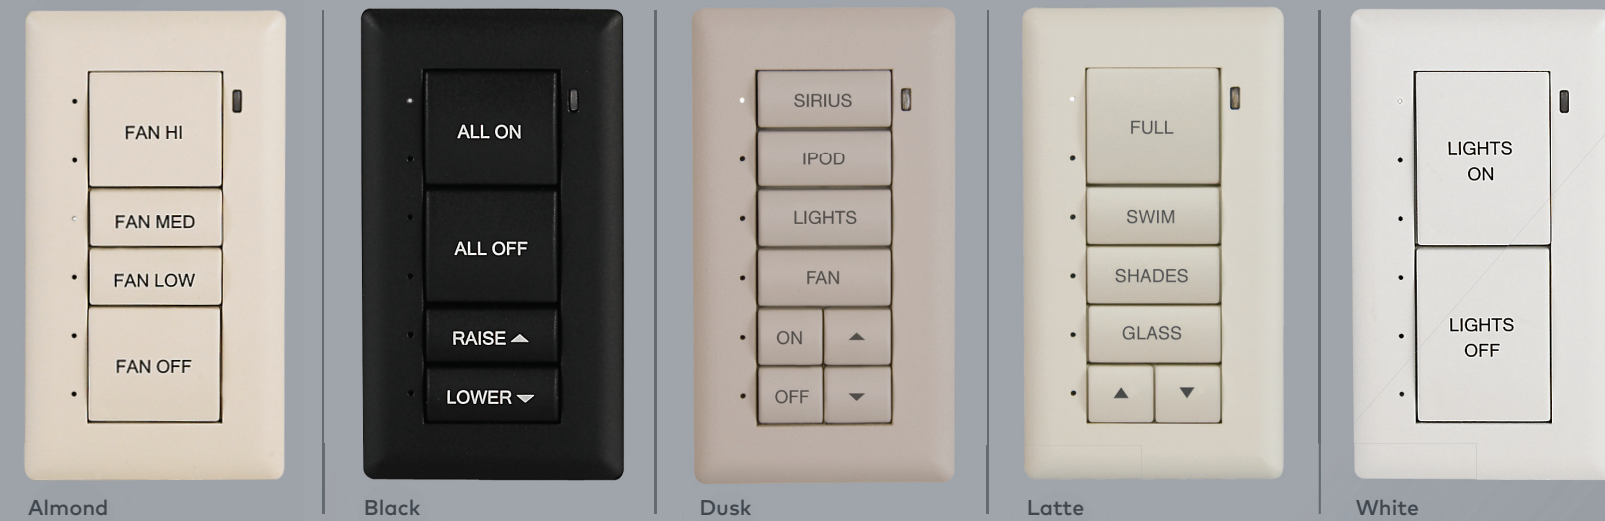 FAN HI
FAN MED
FAN LOW
FAN OFF
Almond
ALL ON
ALL OFF
RAISE
LOWER
Black
SIRIUS
IPOD
LIGHTS
FAN
ON
OFF
Dusk
FULL
SWIM
SHADES
GLASS
Latte
LIGHTS
ON
LIGHTS
OFF
White